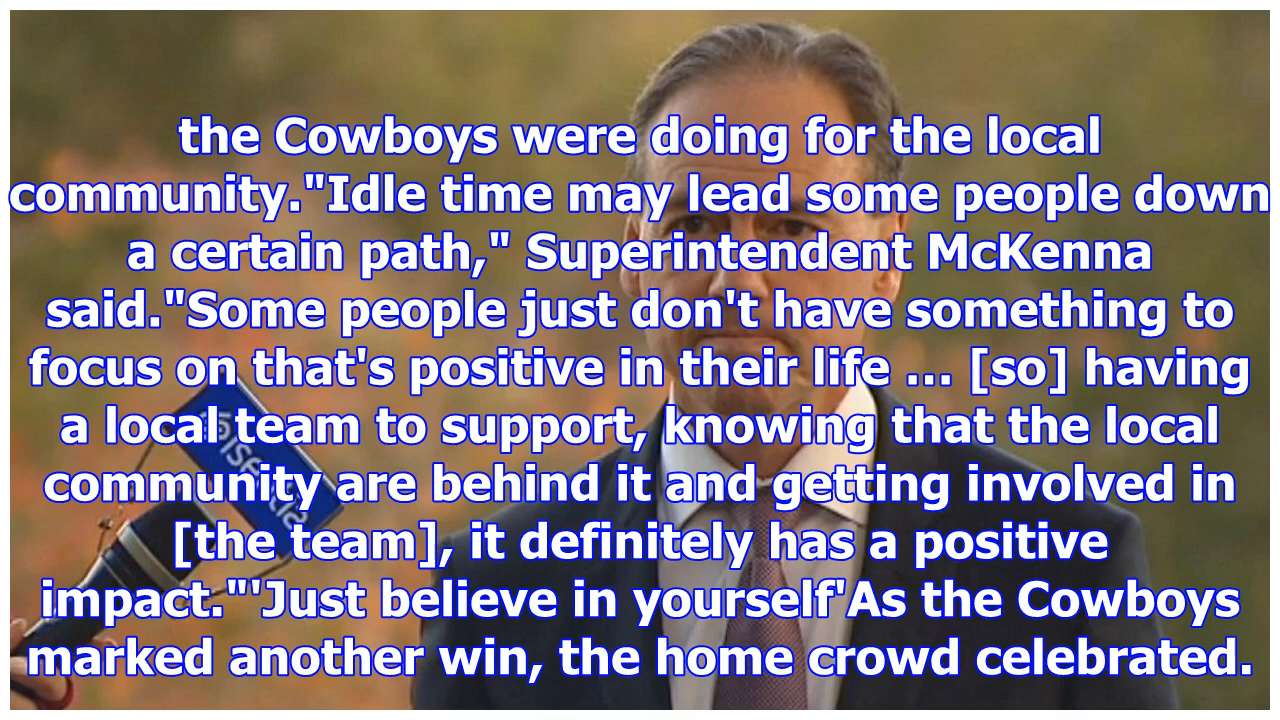 the Cowboys were doing for the local
community."Idle time may lead some people down
a certain path," Superintendent McKenna
said."Some people just don't have something to
focus on that's positive in their life ... [so] having
a local team to support, knowing that the local
community are behind it and getting involved in
[the team], it definitely has a positive
impact."'Just believe in yourself'As the Cowboys
marked another win, the home crowd celebrated.